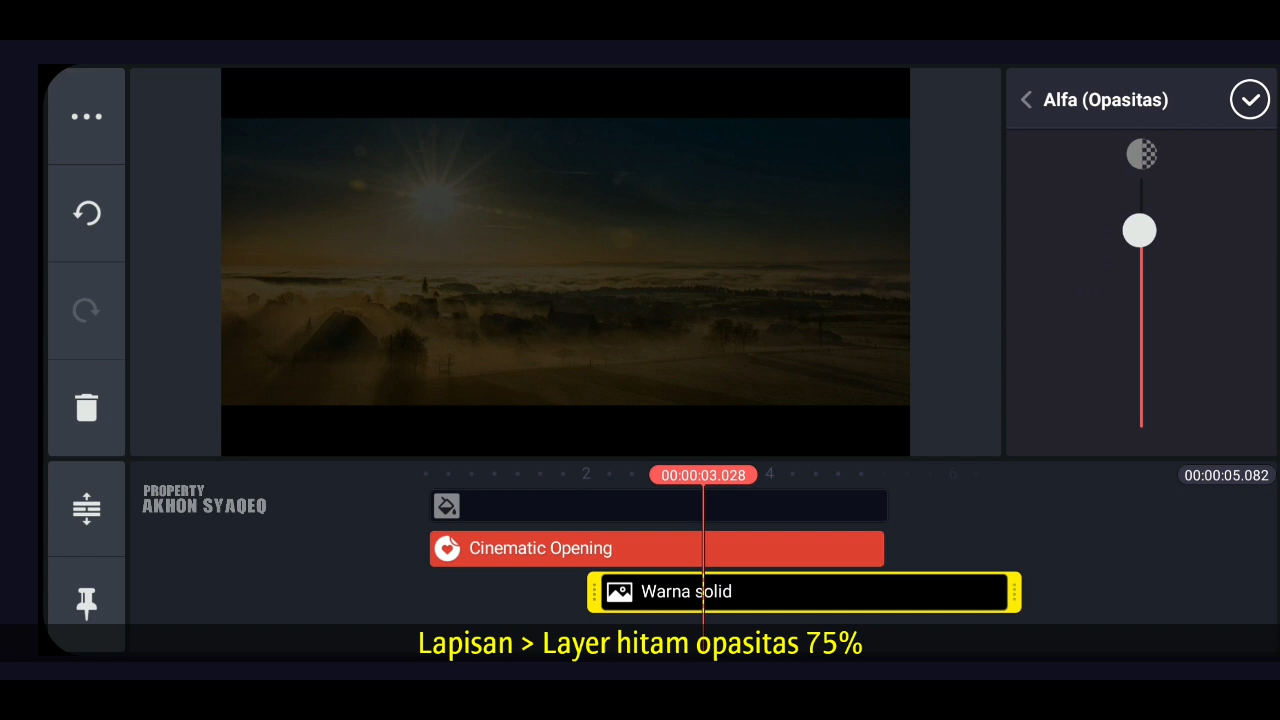 Alfa (Opasitas)
2
00:00:03.028
4
6
00:00:05.082
PROPERTY
AKHON SYAQEQ
Cinematic Opening
Warna solid
Lapisan > Layer hitam opasitas 75%